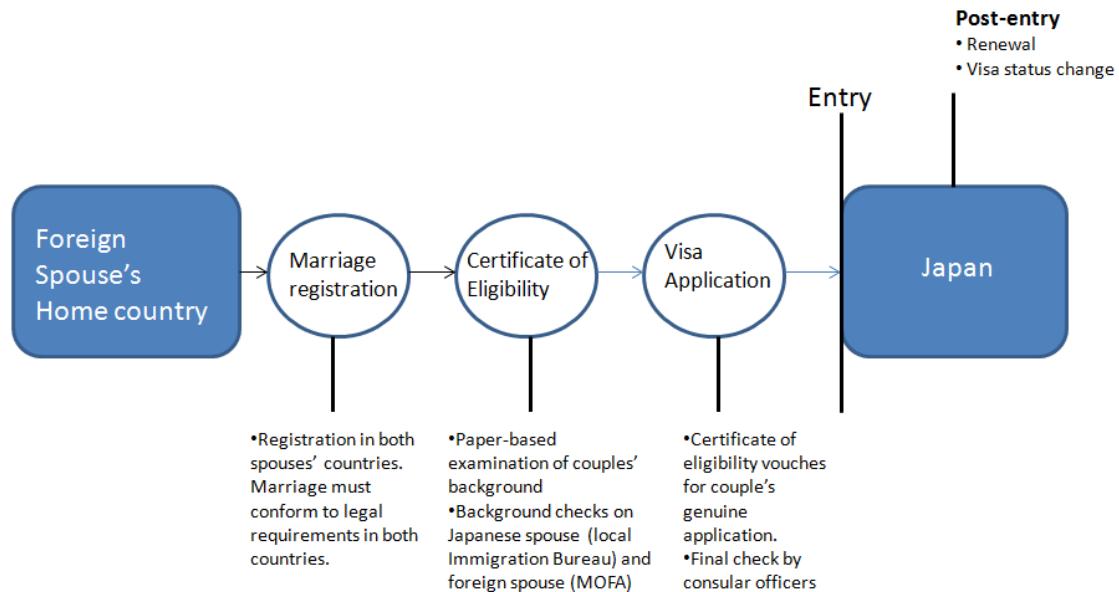 Post-entry
• Renewal
• Visa status change
Entry
Foreign
Spouse's
Home country
Marriage
registration
Certificate of
Eligibility
Visa
Application
Japan
•Registration in both
spouses' countries.
Marriage must
conform to legal
requirements in both
countries.
•Paper-based
examination of couples'
background
•Background checks on
Japanese spouse (local
Immigration Bureau) and
foreign spouse (MOFA)
•Certificate of
eligibility vouches
for couple's
genuine
application.
•Final check by
consular officers